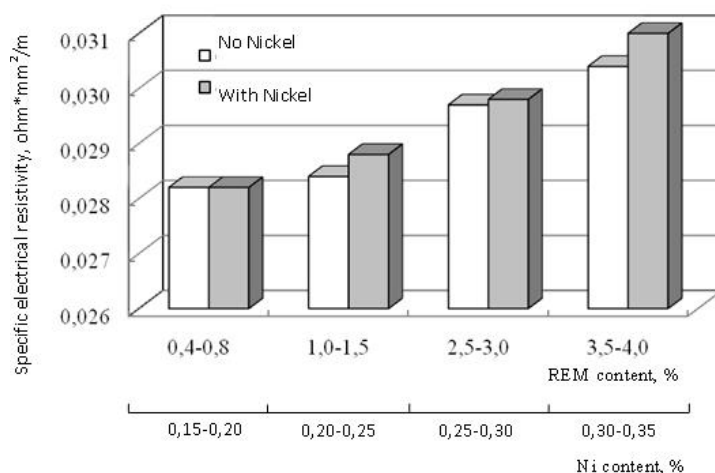 Specific electrical resistivity, ohm*mm²/m
0,031
0,030
0,029
0,028
0,027
0,026
No Nickel
With Nickel
0,4-0,8 1,0-1,5 2,5-3,0 3,5-4,0
REM content, %
0,15-0,20 0,20-0,25 0,25-0,30 0,30-0,35
Ni content, %